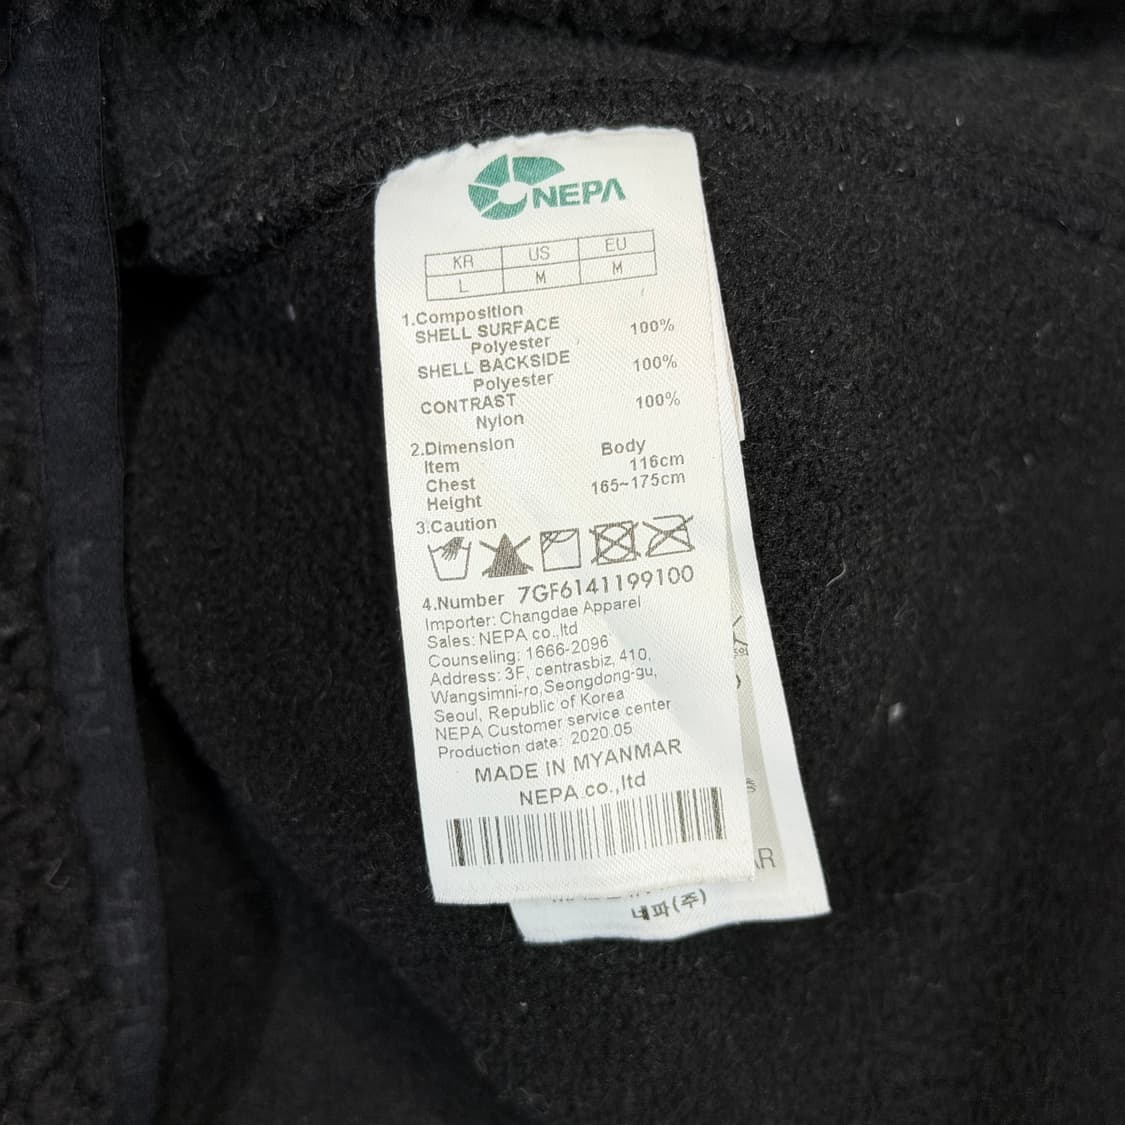 NEPA
KR US EU
L M M
1.Composition
SHELL SURFACE
Polyester 100%
SHELL BACKSIDE
Polyester 100%
CONTRAST
Nylon 100%
2.Dimension
Item Body
Chest 116cm
Height 165~175cm
3.Caution
4.Number 7GF6141199100
Importer: Changdae Apparel
Sales: NEPA co.,ltd
Counseling: 1666-2096
Address: 3F, centrasbiz, 410,
Wangsimni-ro,Seongdong-gu,
Seoul, Republic of Korea
NEPA Customer service center
Production date: 2020.05
MADE IN MYANMAR
NEPA co.,ltd
AR
네파(주)